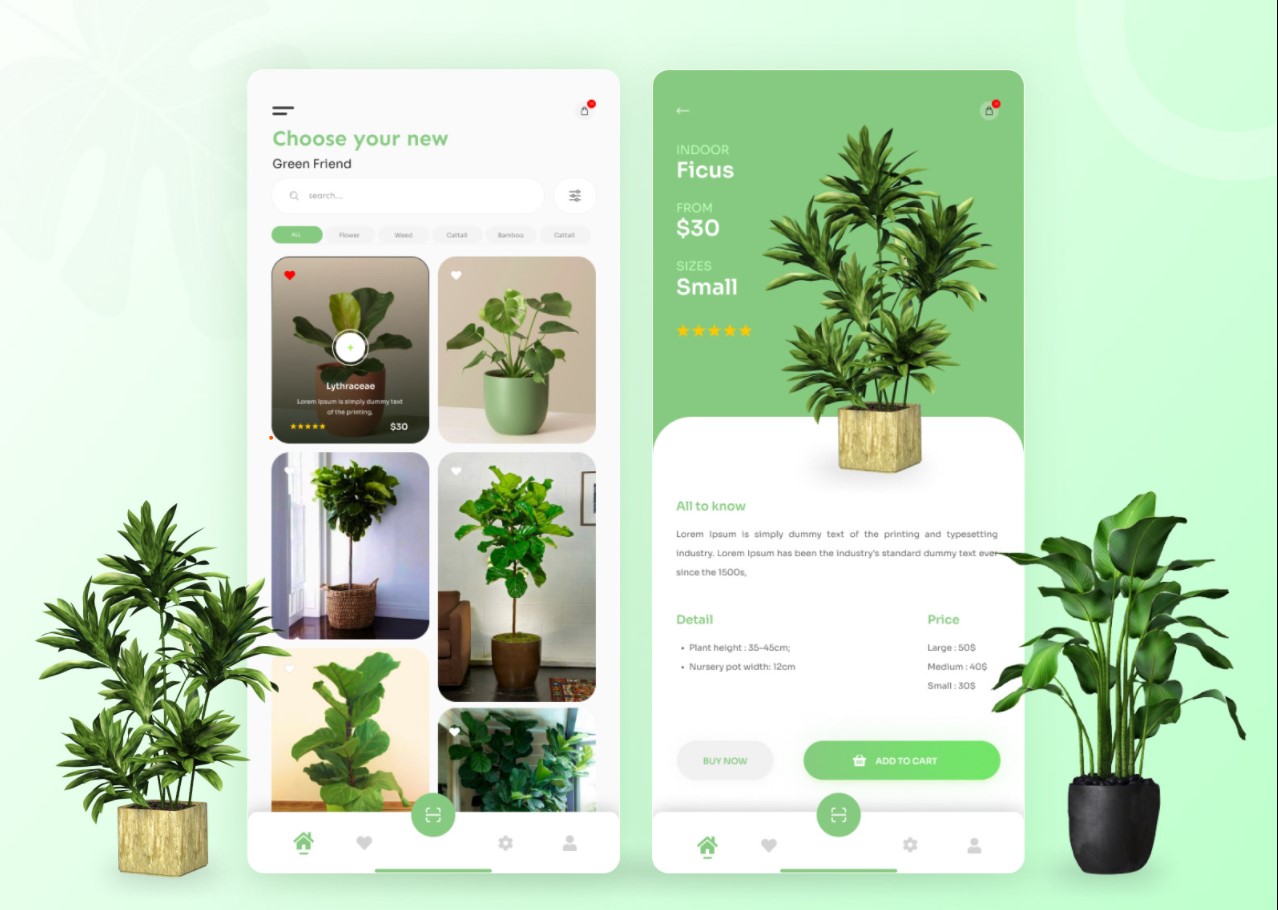 Choose your new
Green Friend
search...
ALL
Flower
Weed
Cattail
Bamboo
Cattail
Lythraceae
Lorem Ipsum is simply dummy text
of the printing,
$30
INDOOR
Ficus
FROM
$30
SIZES
Small
All to know
Lorem Ipsum is simply dummy text of the printing and typesetting
industry. Lorem Ipsum has been the industry's standard dummy text ever
since the 1500s,
Detail
• Plant height : 35-45cm;
• Nursery pot width: 12cm
Price
Large : 50$
Medium : 40$
Small : 30$
BUY NOW
ADD TO CART